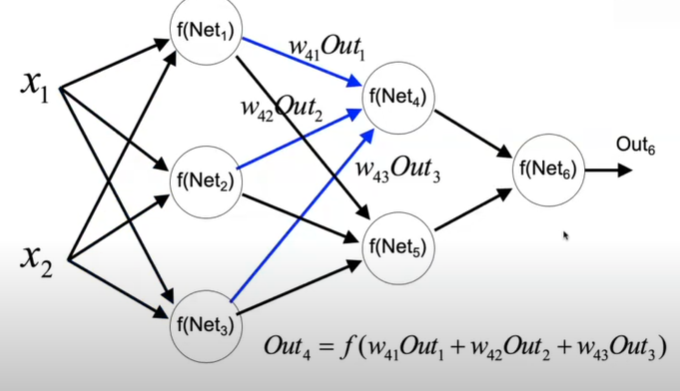 f(Net₁)
w₄₁Out₁
x₁
f(Net₄)
w₄₂Out₂
Out₆
f(Net₂)
w₄₃Out₃
f(Net₆)
f(Net₅)
x₂
f(Net₃)
Out₄ = f(w₄₁Out₁ + w₄₂Out₂ + w₄₃Out₃)